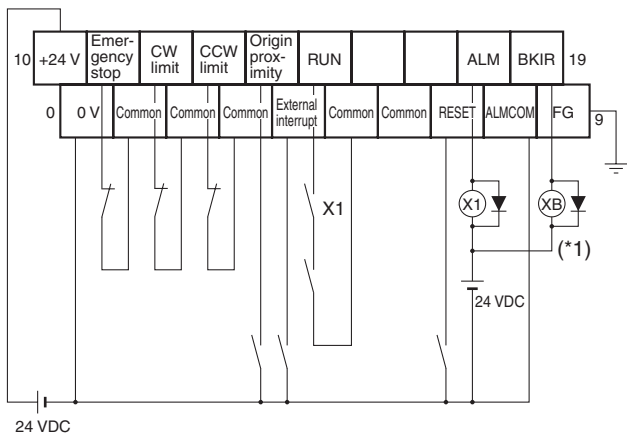 10 +24 V Emer-
gency
stop CW
limit CCW
limit Origin
prox-
imity RUN ALM BKIR 19
0 0 V Common Common Common External
interrupt Common Common RESET ALMCOM FG 9
X1
X1 XB
(*1)
24 VDC
24 VDC